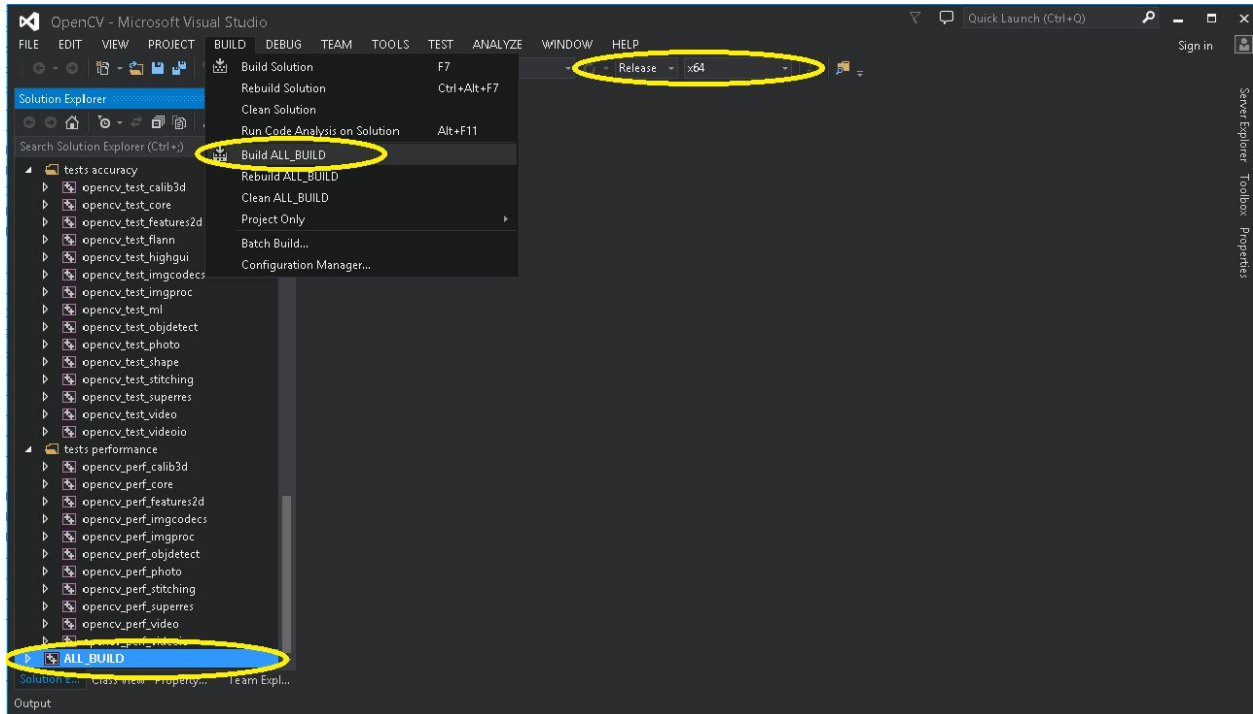 OpenCV - Microsoft Visual Studio
Quick Launch (Ctrl+Q)
FILE EDIT VIEW PROJECT BUILD DEBUG TEAM TOOLS TEST ANALYZE WINDOW HELP
Sign in
Release x64
Build Solution F7
Rebuild Solution Ctrl+Alt+F7
Clean Solution
Run Code Analysis on Solution Alt+F11
Build ALL_BUILD
Rebuild ALL_BUILD
Clean ALL_BUILD
Project Only
Batch Build...
Configuration Manager...
Solution Explorer
Search Solution Explorer (Ctrl+;)
tests accuracy
opencv_test_calib3d
opencv_test_core
opencv_test_features2d
opencv_test_flann
opencv_test_highgui
opencv_test_imgcodecs
opencv_test_imgproc
opencv_test_ml
opencv_test_objdetect
opencv_test_photo
opencv_test_shape
opencv_test_stitching
opencv_test_superres
opencv_test_video
opencv_test_videoio
tests performance
opencv_perf_calib3d
opencv_perf_core
opencv_perf_features2d
opencv_perf_imgcodecs
opencv_perf_imgproc
opencv_perf_objdetect
opencv_perf_photo
opencv_perf_stitching
opencv_perf_superres
opencv_perf_video
opencv_perf_videoio
ALL_BUILD
Solution E... Class View Property... Team Expl...
Output
Server Explorer
Toolbox
Properties